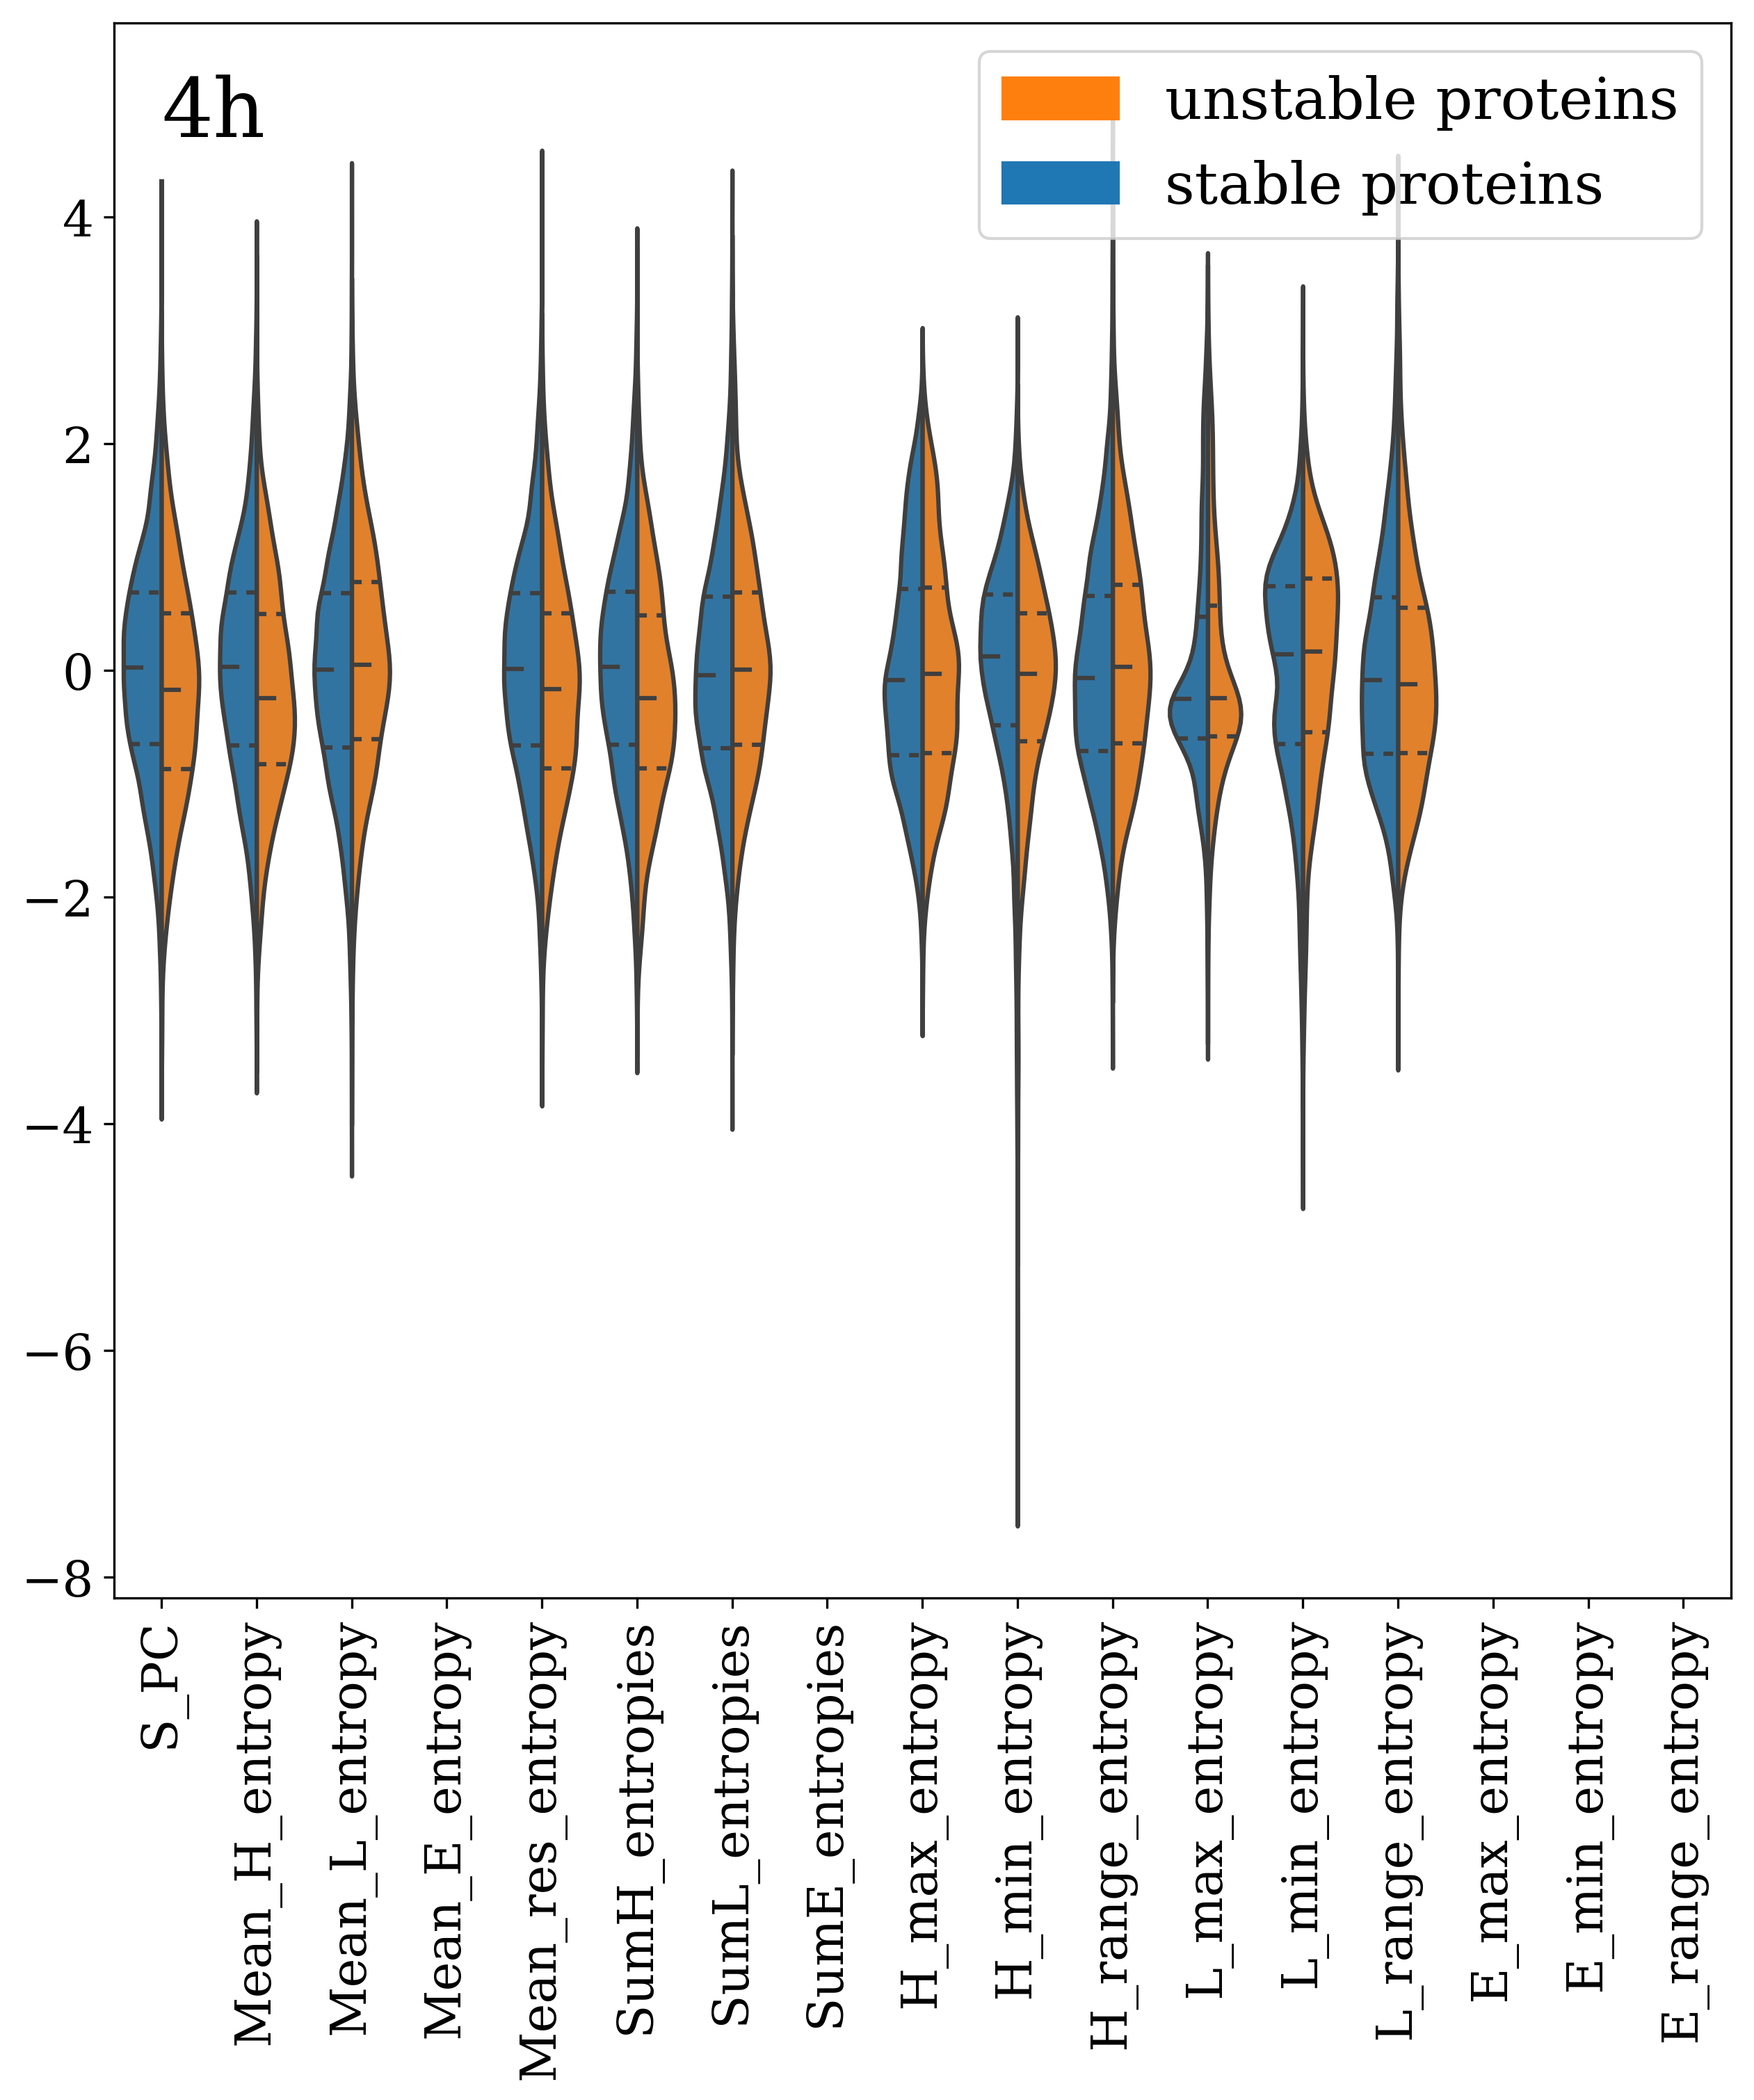 4h
unstable proteins
stable proteins
4
2
0
−2
−4
−6
−8
S_PC
Mean_H_entropy
Mean_L_entropy
Mean_E_entropy
Mean_res_entropy
SumH_entropies
SumL_entropies
SumE_entropies
H_max_entropy
H_min_entropy
H_range_entropy
L_max_entropy
L_min_entropy
L_range_entropy
E_max_entropy
E_min_entropy
E_range_entropy